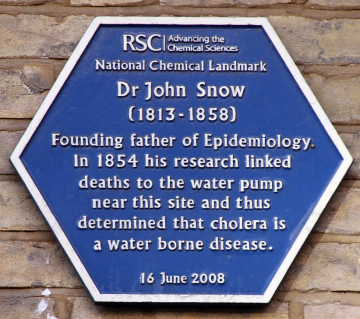 RSC | Advancing the
Chemical Sciences
National Chemical Landmark
Dr John Snow
(1813-1858)
Founding father of Epidemiology.
In 1854 his research linked
deaths to the water pump
near this site and thus
determined that cholera is
a water borne disease.
16 June 2008